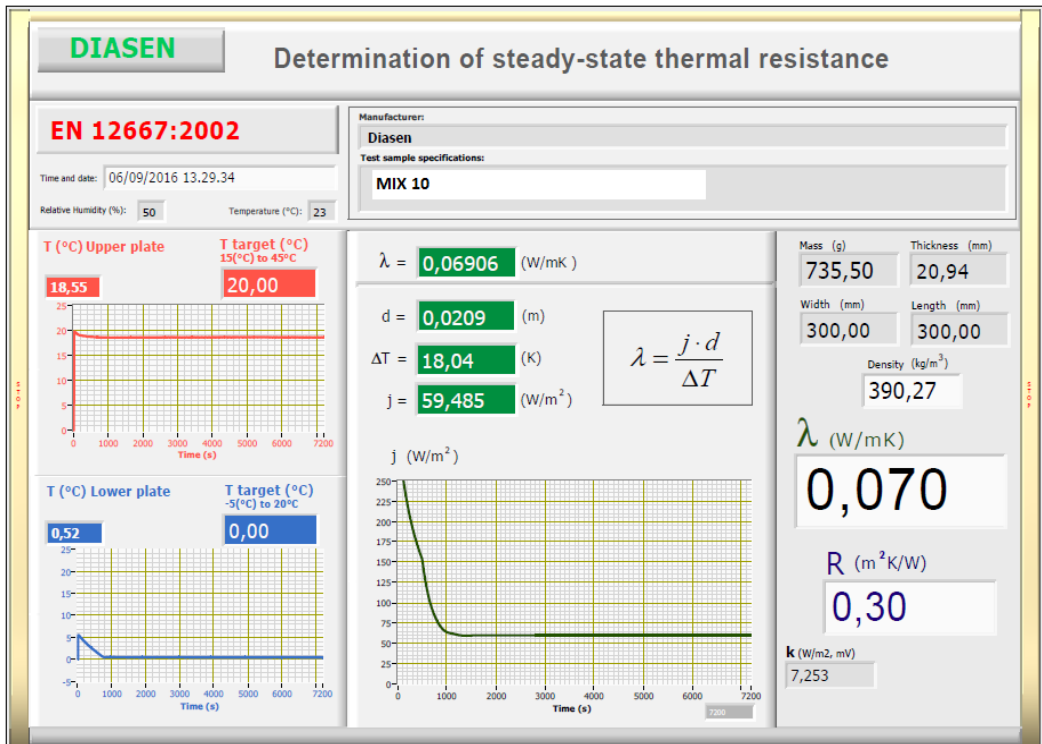 DIASEN
Determination of steady-state thermal resistance
EN 12667:2002
Time and date: 06/09/2016 13.29.34
Relative Humidity (%): 50 Temperature (°C): 23
Manufacturer:
Diasen
Test sample specifications:
MIX 10
T (°C) Upper plate
T target (°C)
15(°C) to 45°C
18,55
20,00
25
20
15
10
5
0
0 1000 2000 3000 4000 5000 6000 7200
Time (s)
T (°C) Lower plate
T target (°C)
-5(°C) to 20°C
0,52
0,00
25
20
15
10
5
0
-5
0 1000 2000 3000 4000 5000 6000 7200
Time (s)
λ = 0,06906 (W/mK )
d = 0,0209 (m)
ΔT = 18,04 (K)
j = 59,485 (W/m²)
λ = j · d / ΔT
j (W/m²)
250
225
200
175
150
125
100
75
50
25
0
0 1000 2000 3000 4000 5000 6000 7200
Time (s)
7200
Mass (g) Thickness (mm)
735,50 20,94
Width (mm) Length (mm)
300,00 300,00
Density (kg/m³)
390,27
λ (W/mK)
0,070
R (m²K/W)
0,30
k (W/m2, mV)
7,253
STOP
STOP